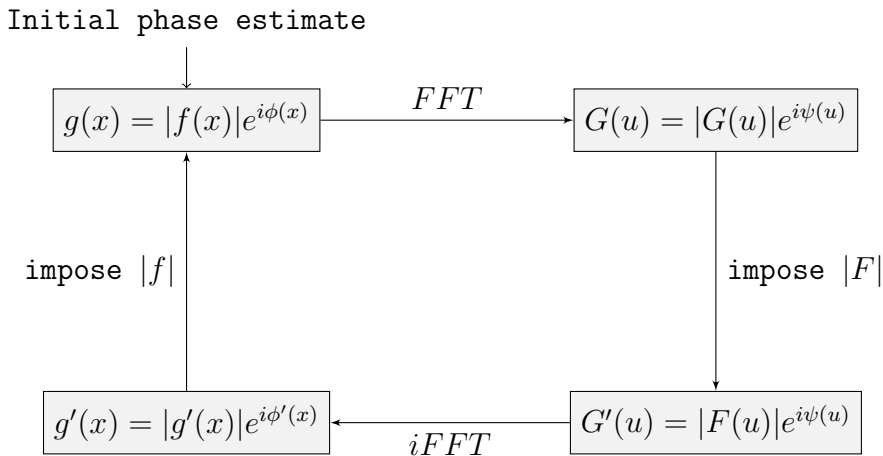 Initial phase estimate
g(x) = |f(x)|e^{iϕ(x)}
FFT
G(u) = |G(u)|e^{iψ(u)}
impose |f|
impose |F|
g′(x) = |g′(x)|e^{iϕ′(x)}
iFFT
G′(u) = |F(u)|e^{iψ(u)}